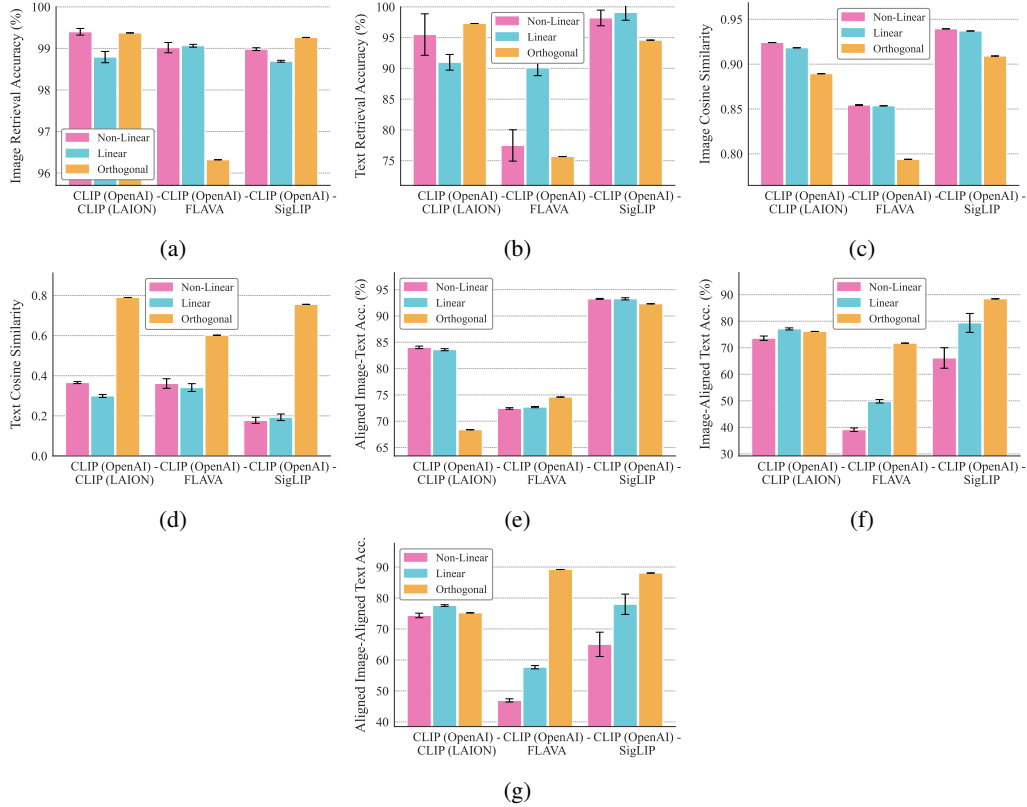 Image Retrieval Accuracy (%)
100
99
98
97
96
Non-Linear
Linear
Orthogonal
CLIP (OpenAI) -CLIP (OpenAI) -CLIP (OpenAI) -
CLIP (LAION) FLAVA SigLIP
(a)
Text Retrieval Accuracy (%)
100
95
90
85
80
75
Non-Linear
Linear
Orthogonal
CLIP (OpenAI) -CLIP (OpenAI) -CLIP (OpenAI) -
CLIP (LAION) FLAVA SigLIP
(b)
Image Cosine Similarity
0.95
0.90
0.85
0.80
Non-Linear
Linear
Orthogonal
CLIP (OpenAI) -CLIP (OpenAI) -CLIP (OpenAI) -
CLIP (LAION) FLAVA SigLIP
(c)
Text Cosine Similarity
0.8
0.6
0.4
0.2
0.0
Non-Linear
Linear
Orthogonal
CLIP (OpenAI) -CLIP (OpenAI) -CLIP (OpenAI) -
CLIP (LAION) FLAVA SigLIP
(d)
Aligned Image-Text Acc. (%)
95
90
85
80
75
70
65
Non-Linear
Linear
Orthogonal
CLIP (OpenAI) -CLIP (OpenAI) -CLIP (OpenAI) -
CLIP (LAION) FLAVA SigLIP
(e)
Image-Aligned Text Acc. (%)
90
80
70
60
50
40
30
Non-Linear
Linear
Orthogonal
CLIP (OpenAI) -CLIP (OpenAI) -CLIP (OpenAI) -
CLIP (LAION) FLAVA SigLIP
(f)
Aligned Image-Aligned Text Acc.
90
80
70
60
50
40
Non-Linear
Linear
Orthogonal
CLIP (OpenAI) -CLIP (OpenAI) -CLIP (OpenAI) -
CLIP (LAION) FLAVA SigLIP
(g)